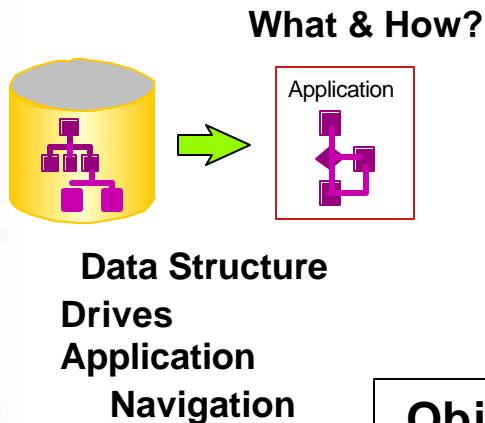 What & How?
Application
Data Structure
Drives
Application
Navigation